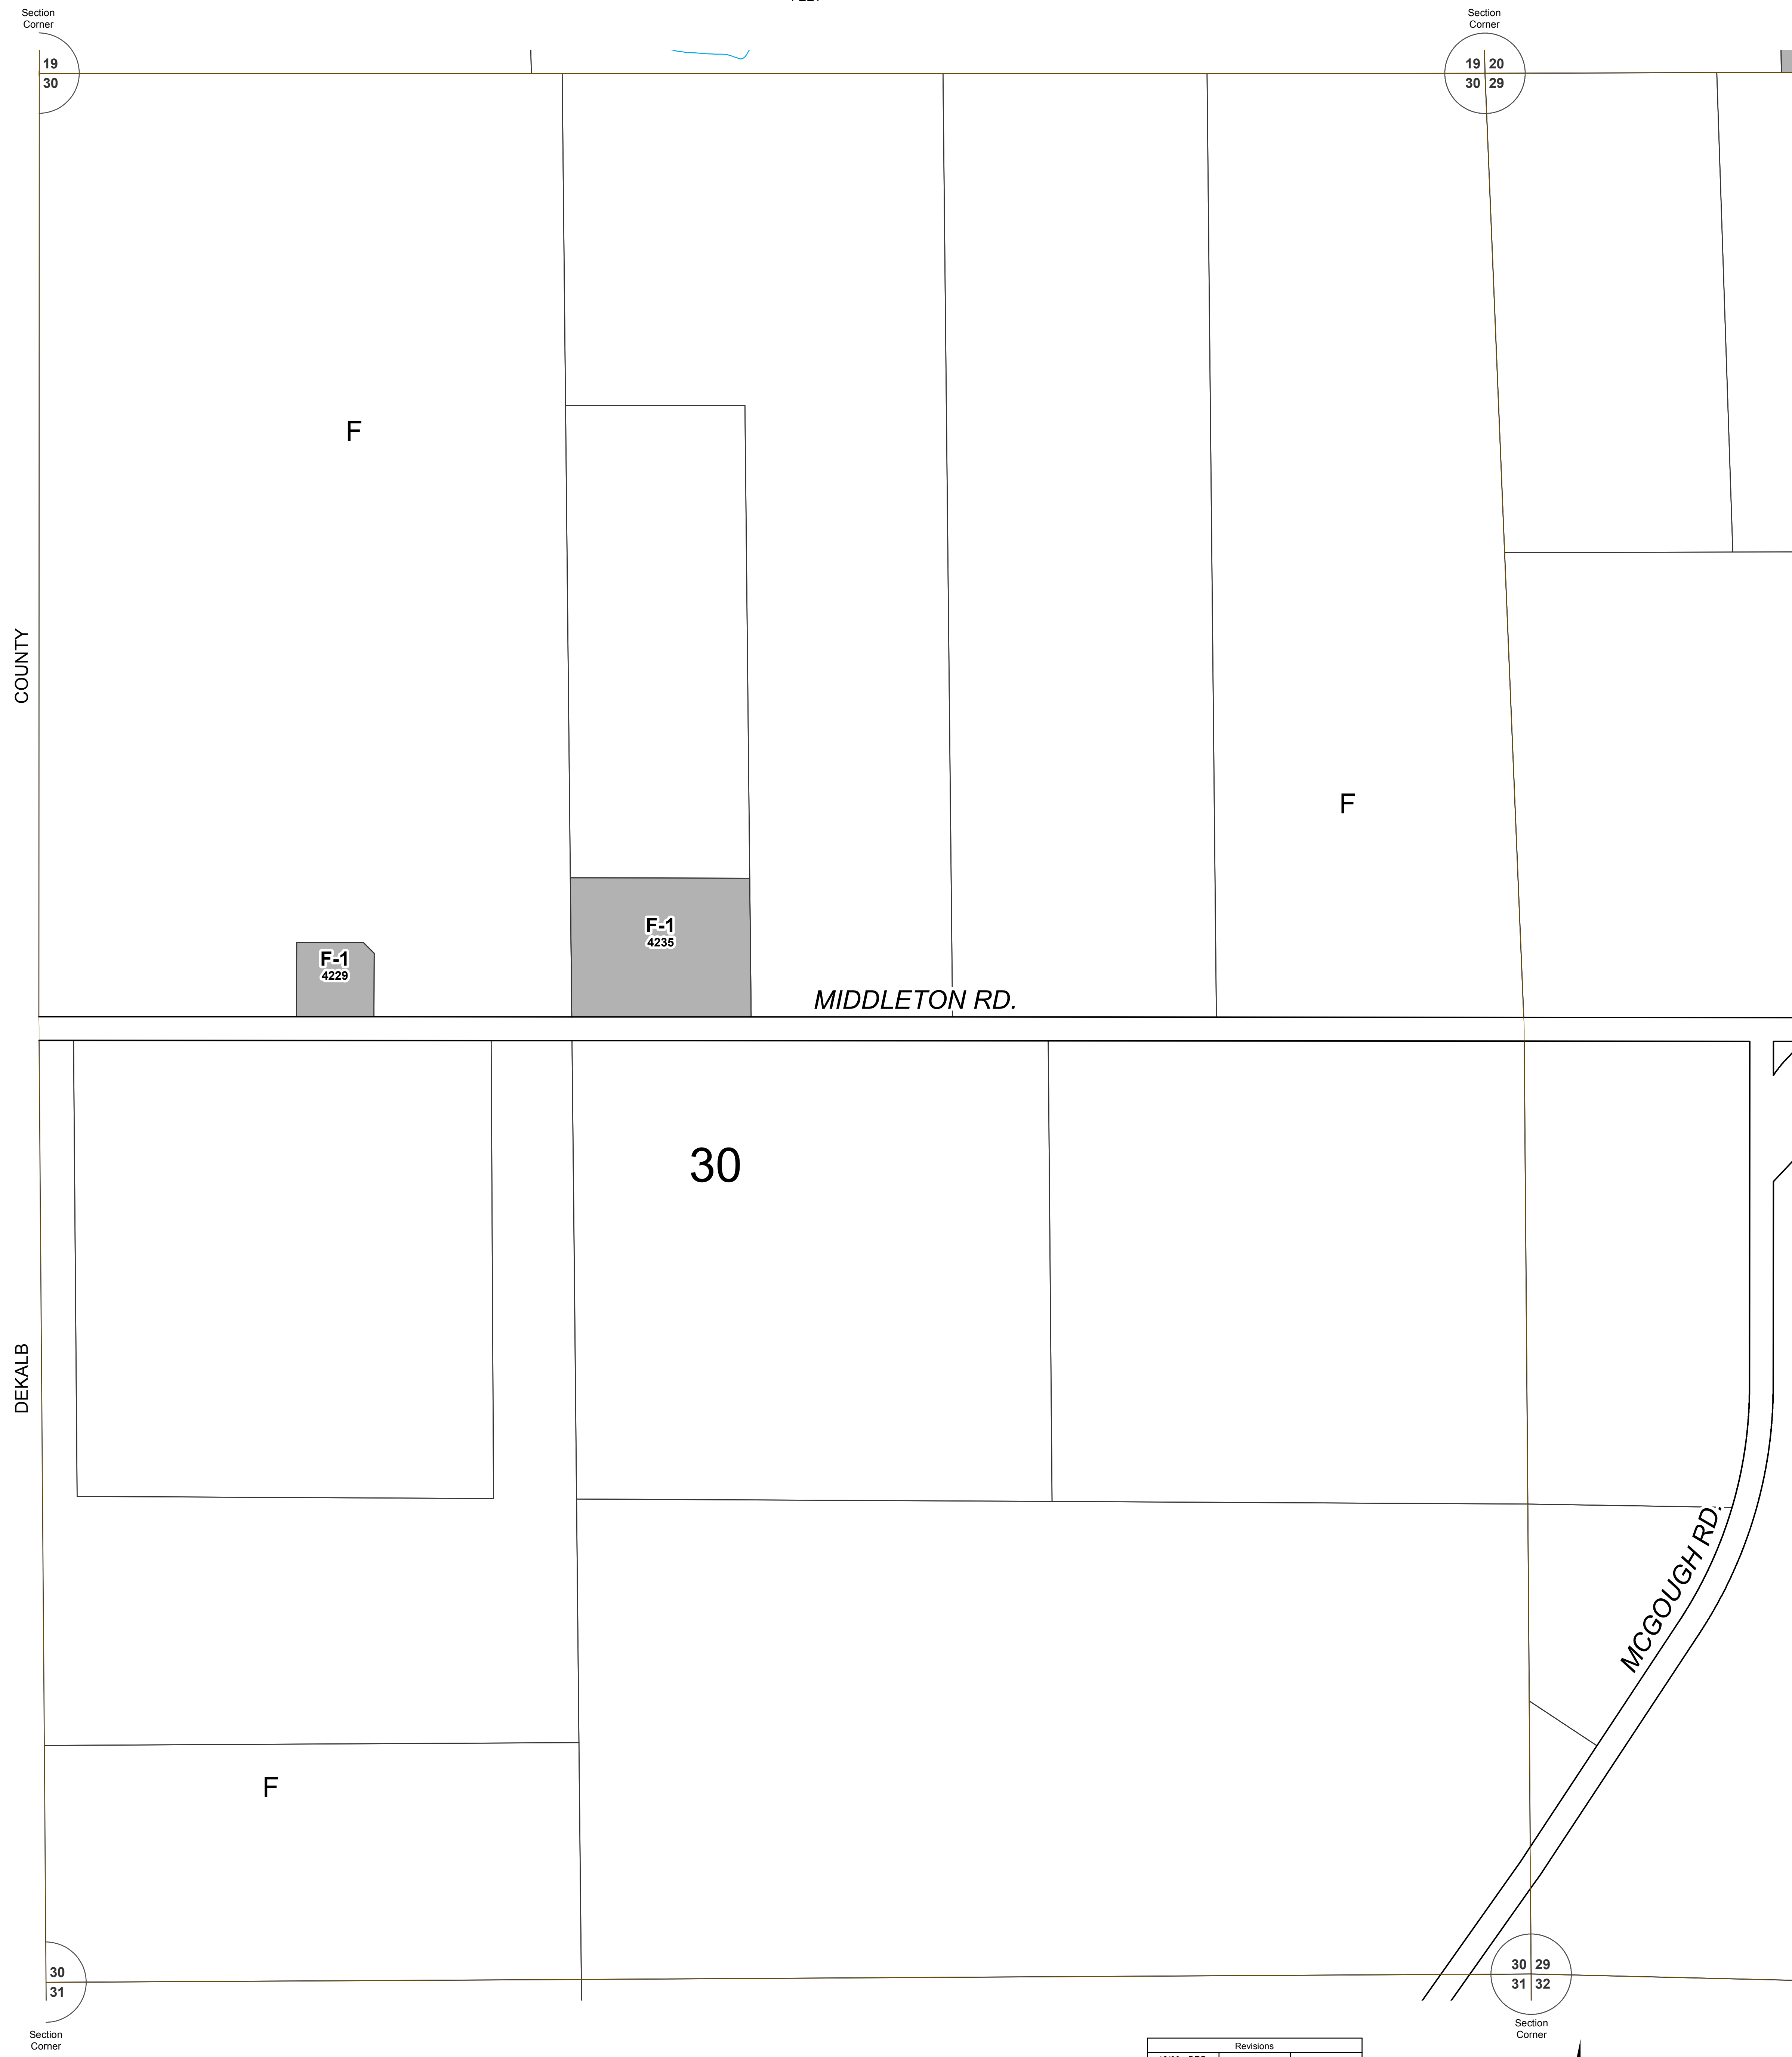 Section
Corner
Section
Corner
19
30
19 20
30 29
F
COUNTY
F
F-1
4235
F-1
4229
MIDDLETON RD.
30
DEKALB
MCGOUGH RD.
F
30
31
30 29
31 32
Section
Corner
Section
Corner
Revisions